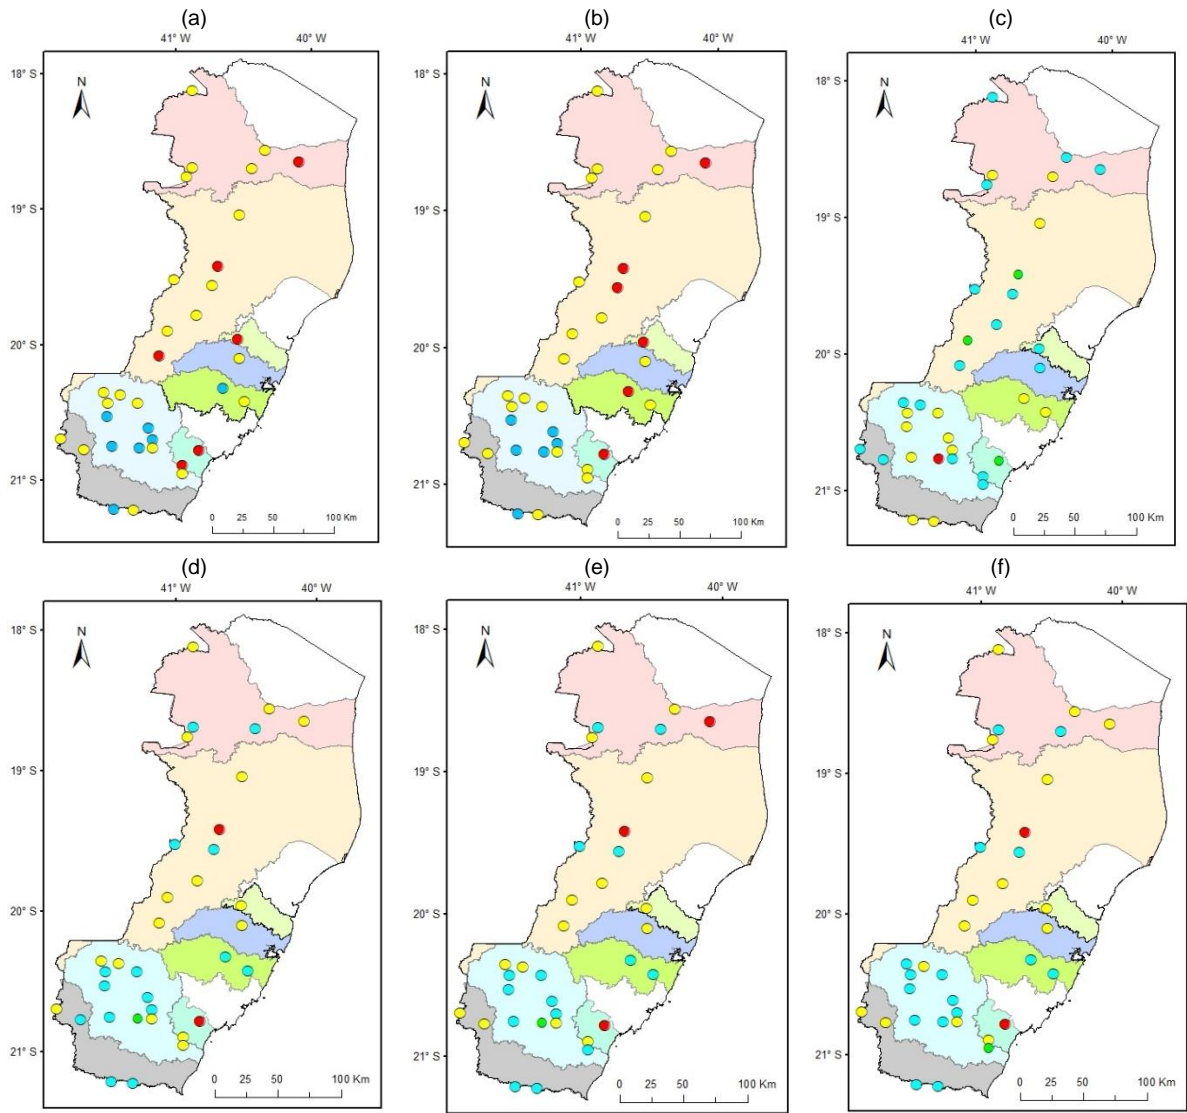 (a) (b) (c)
41° W 40° W 41° W 40° W 41° W 40° W
18° S 18° S 18° S
N N N
19° S 19° S 19° S
20° S 20° S 20° S
21° S 21° S 21° S
0 25 50 100 Km 0 25 50 100 Km 0 25 50 100 Km
(d) (e) (f)
41° W 40° W 41° W 40° W 41° W 40° W
18° S 18° S 18° S
N N N
19° S 19° S 19° S
20° S 20° S 20° S
21° S 21° S 21° S
0 25 50 100 Km 0 25 50 100 Km 0 25 50 100 Km